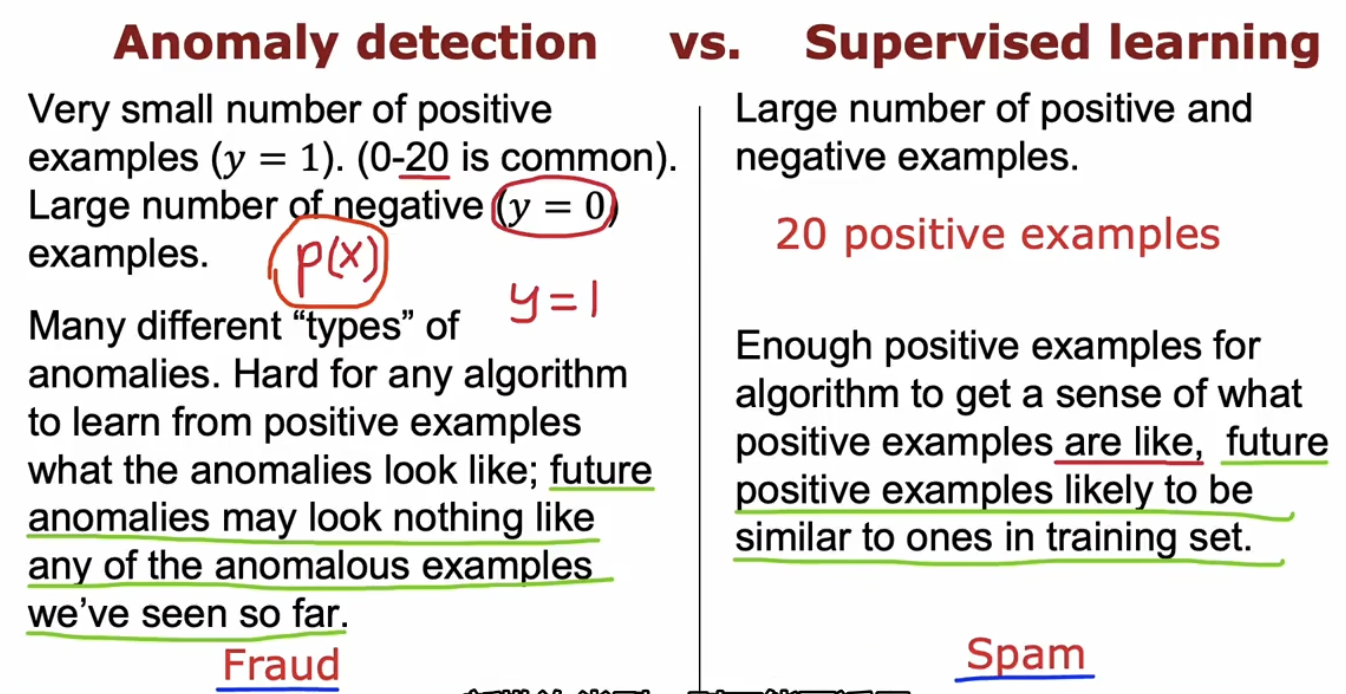 Anomaly detection vs. Supervised learning
Very small number of positive
examples (y = 1). (0-20 is common).
Large number of negative (y = 0)
examples.
p(x)
y=1
Many different “types” of
anomalies. Hard for any algorithm
to learn from positive examples
what the anomalies look like; future
anomalies may look nothing like
any of the anomalous examples
we’ve seen so far.
Fraud
Large number of positive and
negative examples.
20 positive examples
Enough positive examples for
algorithm to get a sense of what
positive examples are like, future
positive examples likely to be
similar to ones in training set.
Spam